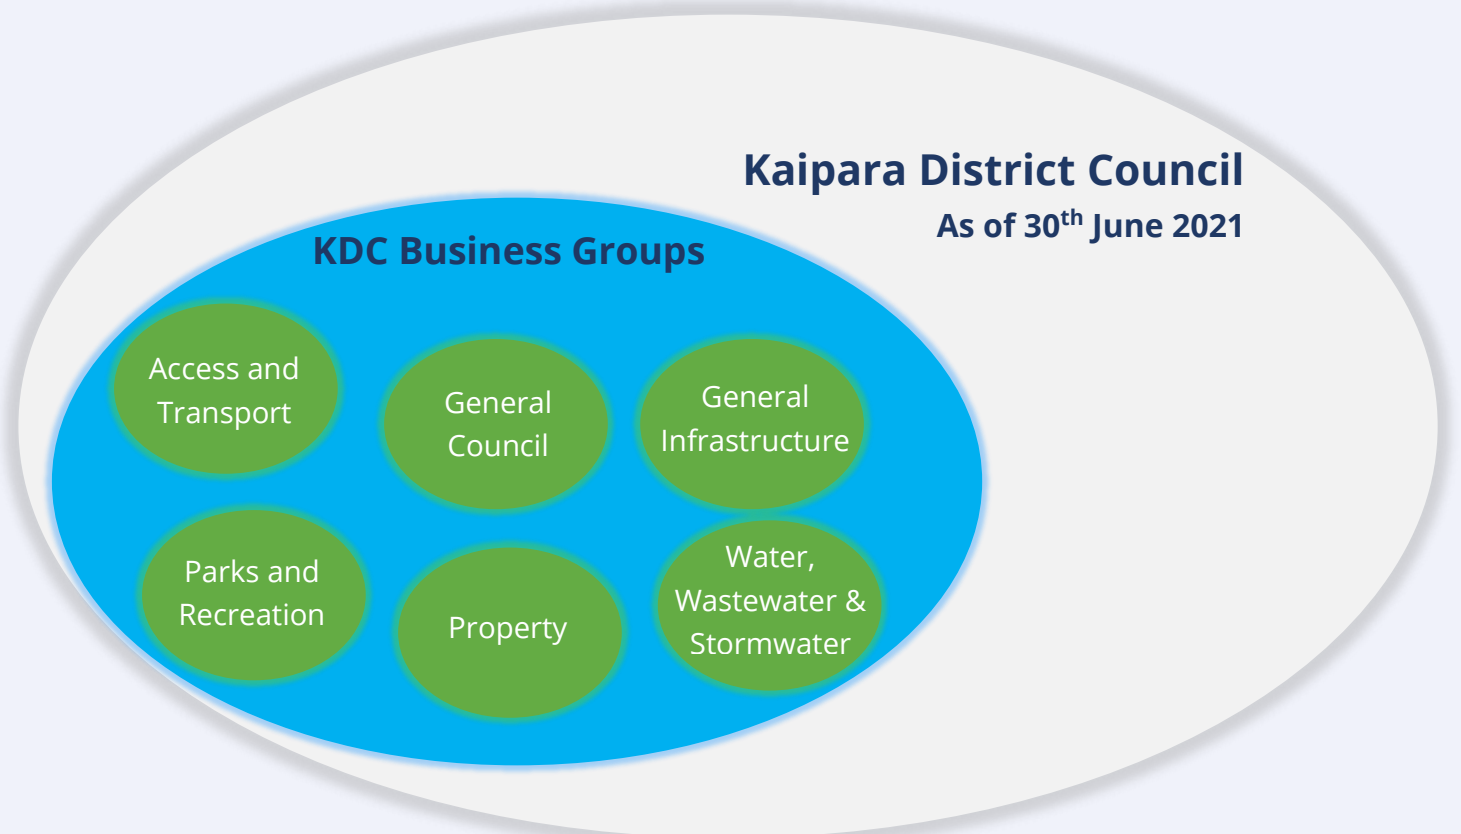 Kaipara District Council
As of 30th June 2021
KDC Business Groups
Access and
Transport
General
Council
General
Infrastructure
Parks and
Recreation
Property
Water,
Wastewater &
Stormwater